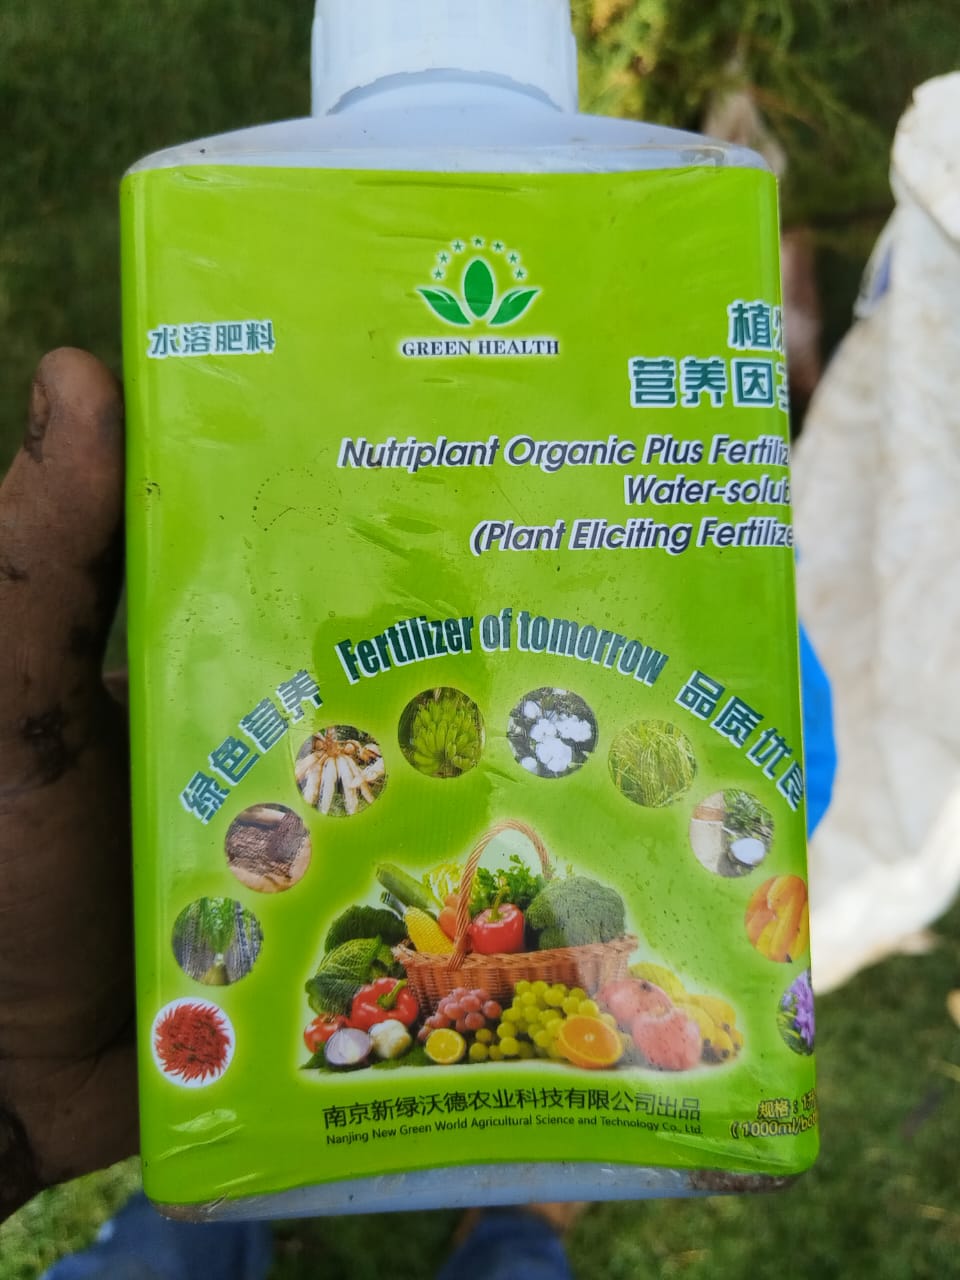 GREEN HEALTH
水溶肥料
植
营养因
Nutriplant Organic Plus Fertiliz
Water-solub
(Plant Eliciting Fertilize
绿色营养 Fertilizer of tomorrow 品质优良
南京新绿沃德农业科技有限公司出品
Nanjing New Green World Agricultural Science and Technology Co., Ltd.
规格:1
(1000ml/bo